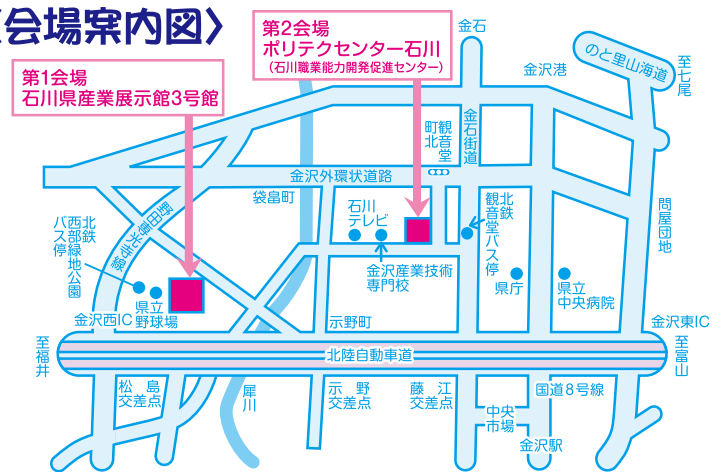 〈会場案内図〉
第1会場
石川県産業展示館3号館
第2会場
ポリテクセンター石川
(石川職業能力開発促進センター)
金石
金沢港
のと里山海道
至七尾
金石街道
観音堂
町北
金沢外環状道路
袋畠町
石川
テレビ
北鉄
観音堂バス停
問屋団地
野田専光寺線
北鉄
西部緑地公園
バス停
金沢産業技術
専門校
県庁
県立
中央病院
県立
野球場
金沢西IC
示野町
金沢東IC
至福井
北陸自動車道
至富山
松島
交差点
犀川
示野
交差点
藤江
交差点
国道8号線
中央
市場
金沢駅